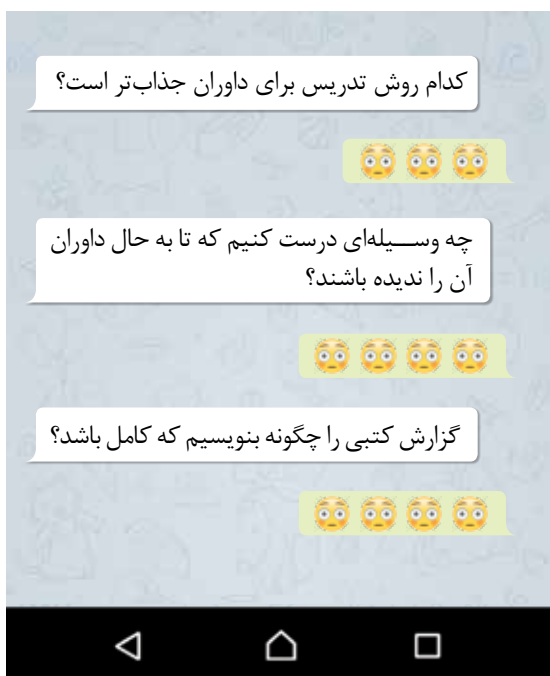 کدام روش تدریس برای داوران جذاب‌تر است؟
😳 😳 😳
چه وسیله‌ای درست کنیم که تا به حال داوران
آن را ندیده باشند؟
😳 😳 😳 😳
گزارش کتبی را چگونه بنویسیم که کامل باشد؟
😳 😳 😳 😳